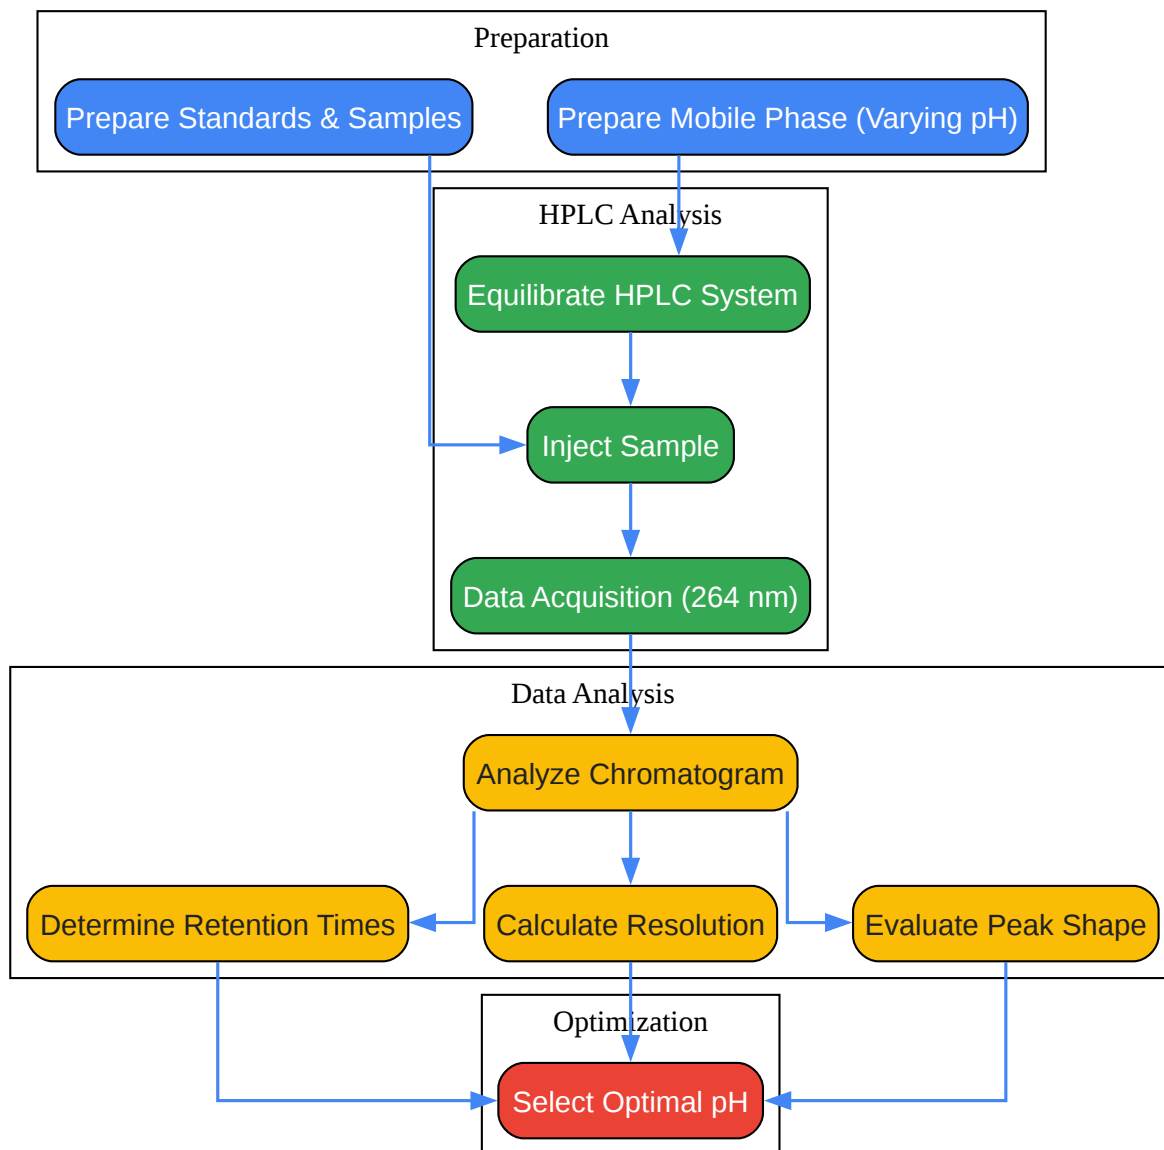 Preparation
Prepare Standards & Samples
Prepare Mobile Phase (Varying pH)
HPLC Analysis
Equilibrate HPLC System
Inject Sample
Data Acquisition (264 nm)
Data Analysis
Analyze Chromatogram
Determine Retention Times
Calculate Resolution
Evaluate Peak Shape
Optimization
Select Optimal pH